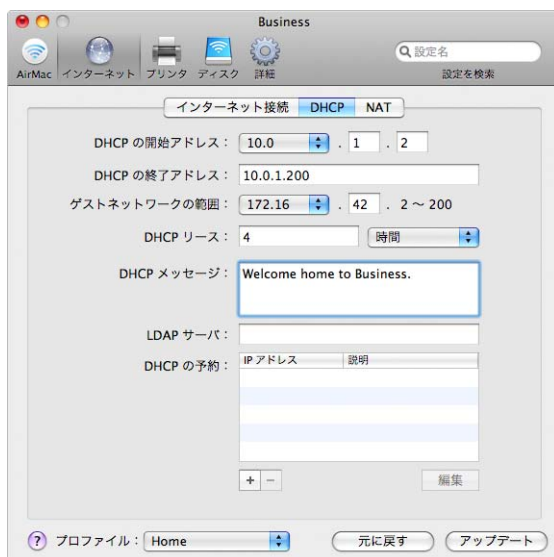 Business
設定名
AirMac インターネット プリンタ ディスク 詳細 設定を検索
インターネット接続 DHCP NAT
DHCP の開始アドレス： 10.0 . 1 . 2
DHCP の終了アドレス： 10.0.1.200
ゲストネットワークの範囲： 172.16 . 42 . 2 ～ 200
DHCP リース： 4 時間
DHCP メッセージ： Welcome home to Business.
LDAP サーバ：
DHCP の予約： IP アドレス 説明
+ − 編集
? プロファイル： Home 元に戻す アップデート